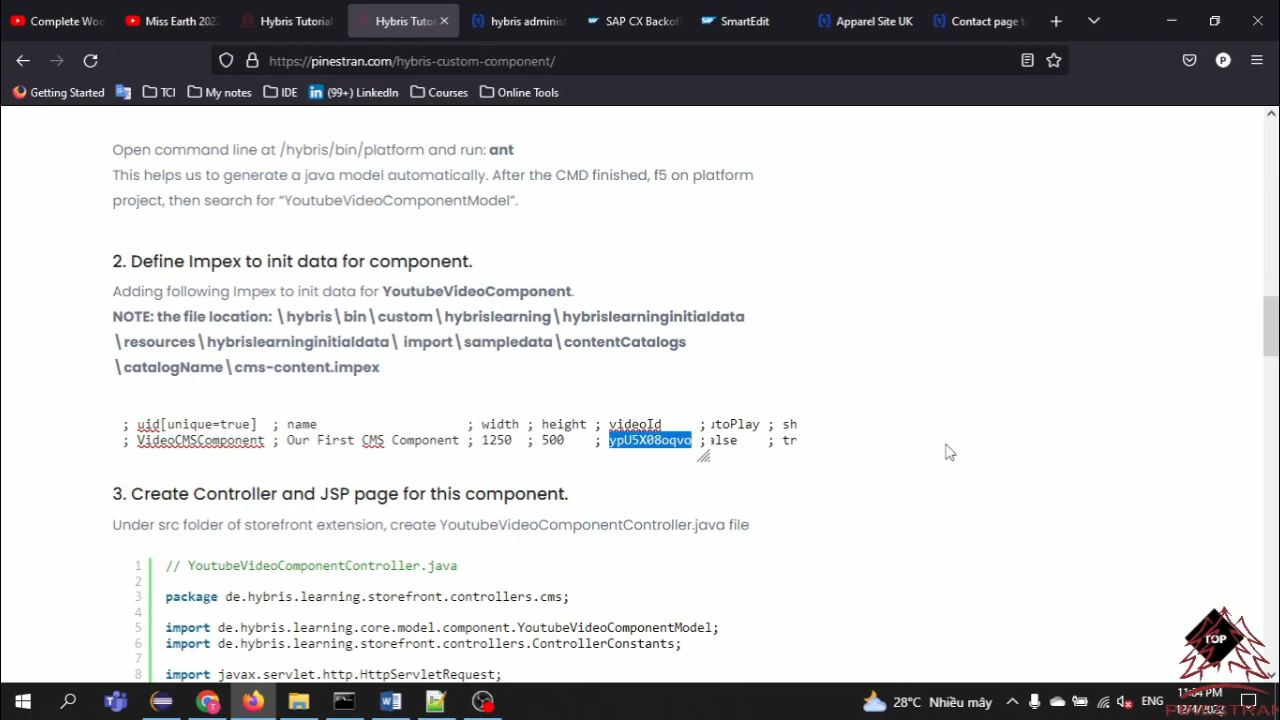 Complete Woo
Miss Earth 2022
Hybris Tutorial
Hybris Tutor
hybris administ
SAP CX Backoff
SmartEdit
Apparel Site UK
Contact page t
https://pinestran.com/hybris-custom-component/
P
Getting Started
TCI
My notes
IDE
in (99+) LinkedIn
Courses
Online Tools
Open command line at /hybris/bin/platform and run: ant
This helps us to generate a java model automatically. After the CMD finished, f5 on platform
project, then search for “YoutubeVideoComponentModel”.
2. Define Impex to init data for component.
Adding following Impex to init data for YoutubeVideoComponent.
NOTE: the file location: \hybris\bin\custom\hybrislearning\hybrislearninginitialdata
\resources\hybrislearninginitialdata\ import\sampledata\contentCatalogs
\catalogName\cms-content.impex
; uid[unique=true] ; name ; width ; height ; videoId ; utoPlay ; sh
; VideoCMSComponent ; Our First CMS Component ; 1250 ; 500 ; ypU5X08oqvo ; alse ; tr
3. Create Controller and JSP page for this component.
Under src folder of storefront extension, create YoutubeVideoComponentController.java file
1 // YoutubeVideoComponentController.java
2
3 package de.hybris.learning.storefront.controllers.cms;
4
5 import de.hybris.learning.core.model.component.YoutubeVideoComponentModel;
6 import de.hybris.learning.storefront.controllers.ControllerConstants;
7
8 import javax.servlet.http.HttpServletRequest;
TOP
28°C Nhiều mây
ENG
11:04 PM
12/4/2022
PINESTRAN